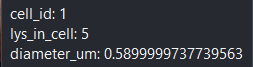 cell_id: 1
lys_in_cell: 5
diameter_um: 0.5899999737739563